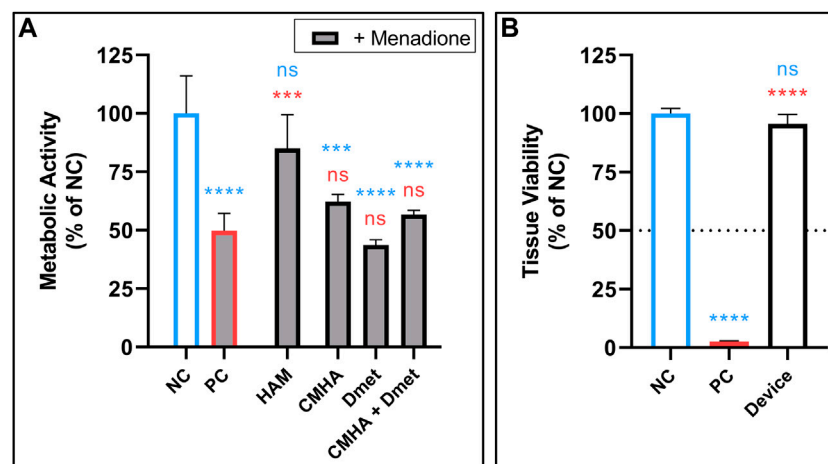 A
+ Menadione
Metabolic Activity
(% of NC)
125
100
75
50
25
0
ns
***
****
***
ns
****
ns
****
ns
NC
PC
HAM
CMHA
Dmet
CMHA + Dmet
B
Tissue Viability
(% of NC)
125
100
75
50
25
0
ns
****
****
NC
PC
Device